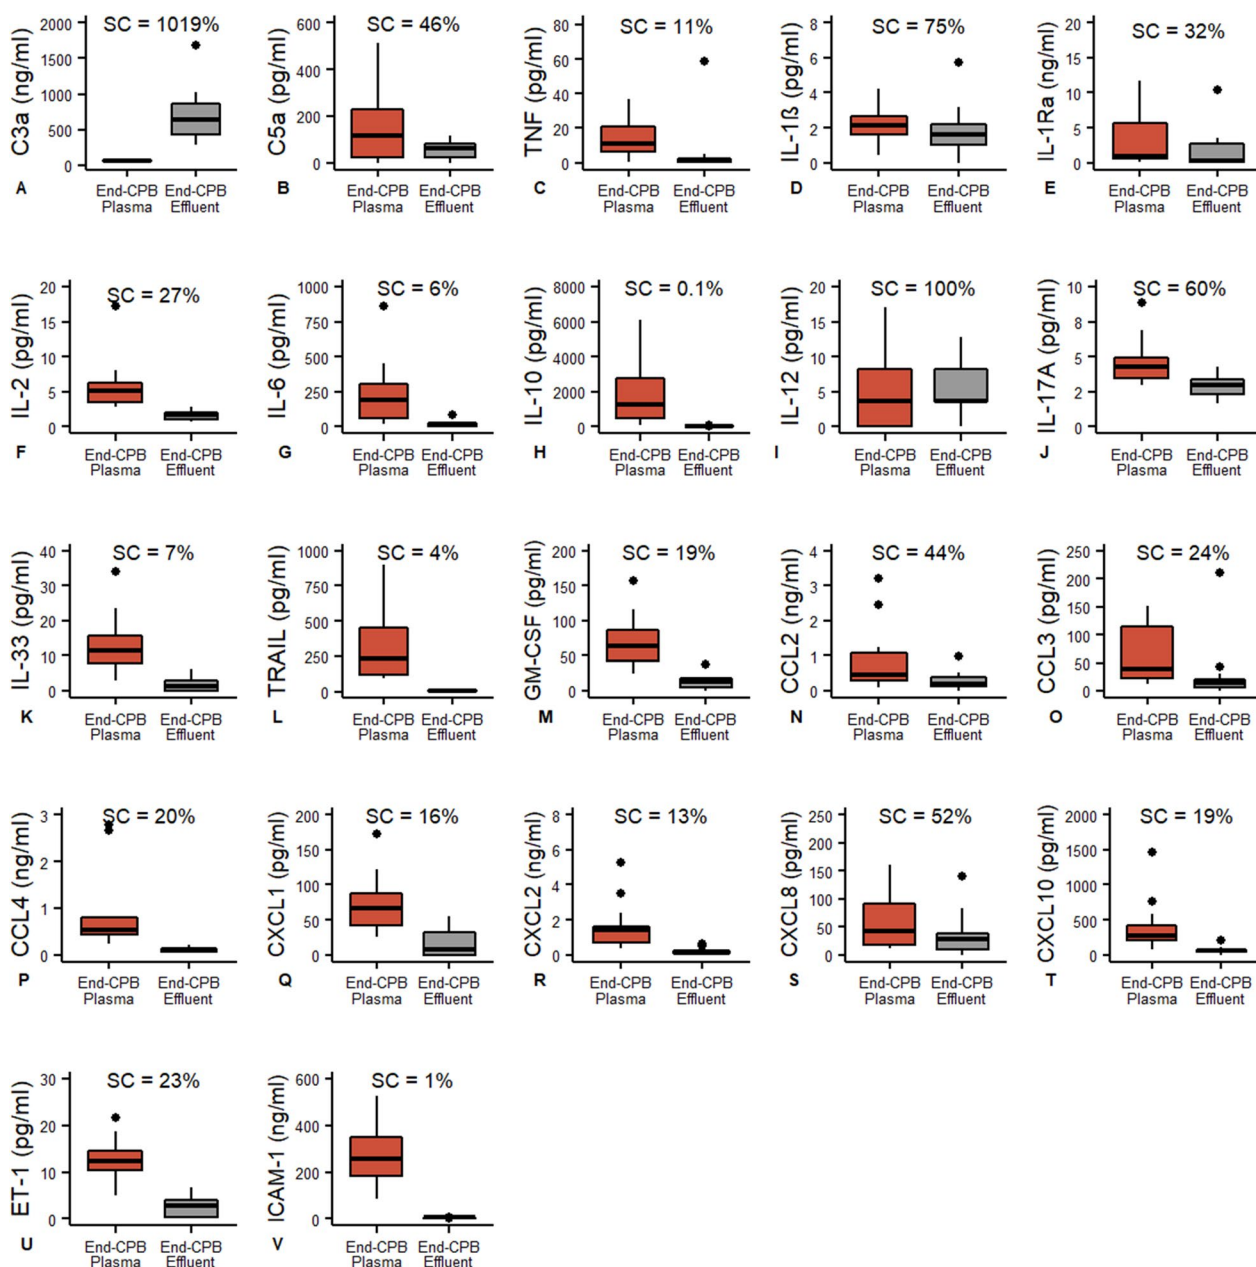 SC = 1019%
C3a (ng/ml)
2000
1500
1000
500
0
End-CPB Plasma
End-CPB Effluent
A
SC = 46%
C5a (pg/ml)
600
400
200
0
End-CPB Plasma
End-CPB Effluent
B
SC = 11%
TNF (pg/ml)
80
60
40
20
0
End-CPB Plasma
End-CPB Effluent
C
SC = 75%
IL-1ß (pg/ml)
8
6
4
2
0
End-CPB Plasma
End-CPB Effluent
D
SC = 32%
IL-1Ra (ng/ml)
20
15
10
5
0
End-CPB Plasma
End-CPB Effluent
E
SC = 27%
IL-2 (pg/ml)
20
15
10
5
0
End-CPB Plasma
End-CPB Effluent
F
SC = 6%
IL-6 (pg/ml)
1000
750
500
250
0
End-CPB Plasma
End-CPB Effluent
G
SC = 0.1%
IL-10 (pg/ml)
8000
6000
4000
2000
0
End-CPB Plasma
End-CPB Effluent
H
SC = 100%
IL-12 (pg/ml)
20
15
10
5
0
End-CPB Plasma
End-CPB Effluent
I
SC = 60%
IL-17A (pg/ml)
10
8
5
2
0
End-CPB Plasma
End-CPB Effluent
J
SC = 7%
IL-33 (pg/ml)
40
30
20
10
0
End-CPB Plasma
End-CPB Effluent
K
SC = 4%
TRAIL (pg/ml)
1000
750
500
250
0
End-CPB Plasma
End-CPB Effluent
L
SC = 19%
GM-CSF (pg/ml)
200
150
100
50
0
End-CPB Plasma
End-CPB Effluent
M
SC = 44%
CCL2 (ng/ml)
4
3
2
1
0
End-CPB Plasma
End-CPB Effluent
N
SC = 24%
CCL3 (pg/ml)
250
200
150
100
50
0
End-CPB Plasma
End-CPB Effluent
O
SC = 20%
CCL4 (ng/ml)
3
2
1
0
End-CPB Plasma
End-CPB Effluent
P
SC = 16%
CXCL1 (pg/ml)
200
150
100
50
0
End-CPB Plasma
End-CPB Effluent
Q
SC = 13%
CXCL2 (ng/ml)
8
6
4
2
0
End-CPB Plasma
End-CPB Effluent
R
SC = 52%
CXCL8 (pg/ml)
250
200
150
100
50
0
End-CPB Plasma
End-CPB Effluent
S
SC = 19%
CXCL10 (pg/ml)
2000
1500
1000
500
0
End-CPB Plasma
End-CPB Effluent
T
SC = 23%
ET-1 (pg/ml)
30
20
10
0
End-CPB Plasma
End-CPB Effluent
U
SC = 1%
ICAM-1 (ng/ml)
600
400
200
0
End-CPB Plasma
End-CPB Effluent
V